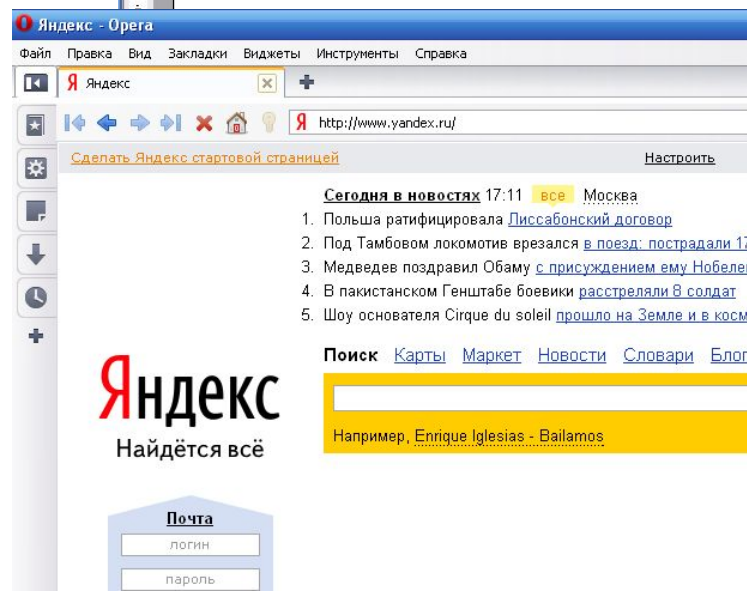 Яндекс - Opera
Файл Правка Вид Закладки Виджеты Инструменты Справка
Яндекс
http://www.yandex.ru/
Сделать Яндекс стартовой страницей Настроить
Сегодня в новостях 17:11 все Москва
1. Польша ратифицировала Лиссабонский договор
2. Под Тамбовом локомотив врезался в поезд: пострадали 17
3. Медведев поздравил Обаму с присуждением ему Нобеле
4. В пакистанском Генштабе боевики расстреляли 8 солдат
5. Шоу основателя Cirque du soleil прошло на Земле и в косм
Поиск Карты Маркет Новости Словари Блог
Яндекс
Найдётся всё
Например, Enrique Iglesias - Bailamos
Почта
логин
пароль